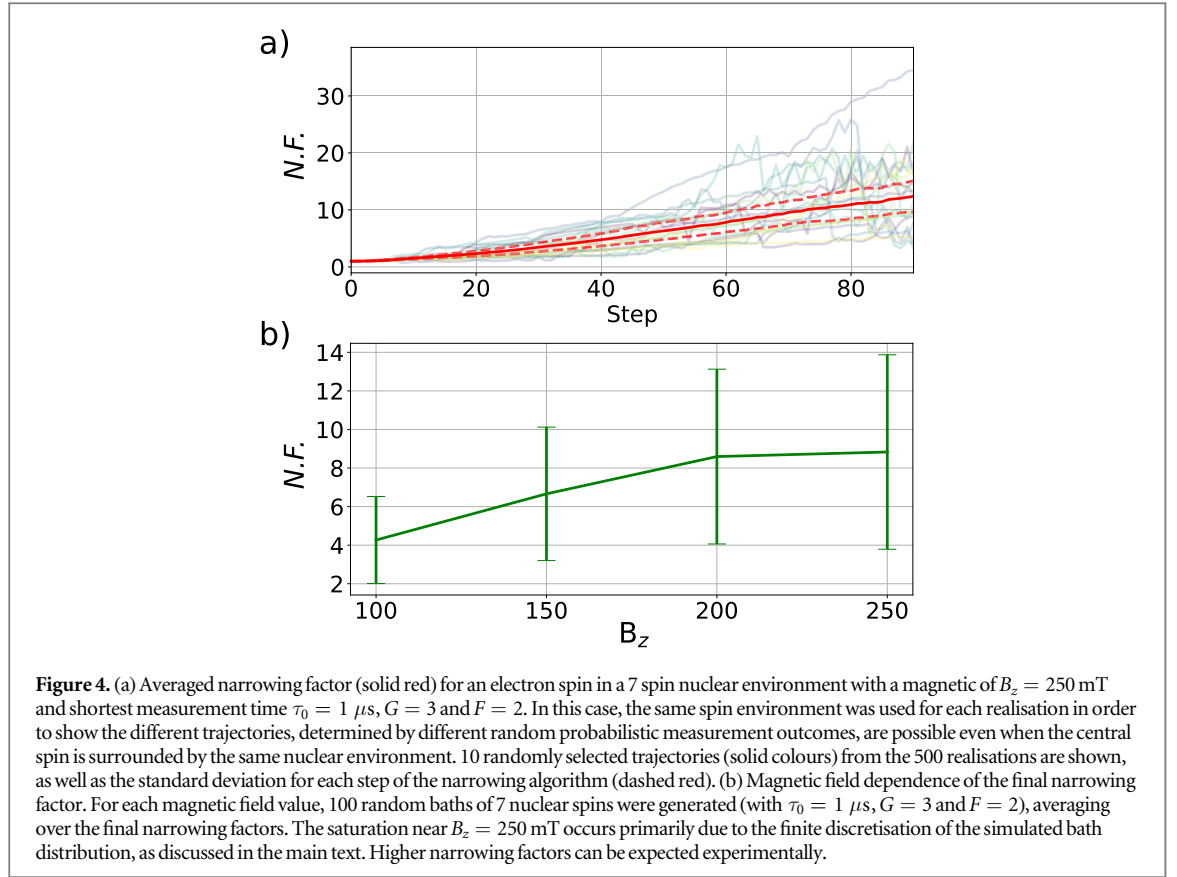 a)
30
20
10
0
N.F.
0 20 40 60 80
Step
b)
14
12
10
8
6
4
2
N.F.
100 150 200 250
B_z
Figure 4. (a) Averaged narrowing factor (solid red) for an electron spin in a 7 spin nuclear environment with a magnetic of B_z = 250 mT
and shortest measurement time τ_0 = 1 μs, G = 3 and F = 2. In this case, the same spin environment was used for each realisation in order
to show the different trajectories, determined by different random probabilistic measurement outcomes, are possible even when the central
spin is surrounded by the same nuclear environment. 10 randomly selected trajectories (solid colours) from the 500 realisations are shown,
as well as the standard deviation for each step of the narrowing algorithm (dashed red). (b) Magnetic field dependence of the final narrowing
factor. For each magnetic field value, 100 random baths of 7 nuclear spins were generated (with τ_0 = 1 μs, G = 3 and F = 2), averaging
over the final narrowing factors. The saturation near B_z = 250 mT occurs primarily due to the finite discretisation of the simulated bath
distribution, as discussed in the main text. Higher narrowing factors can be expected experimentally.